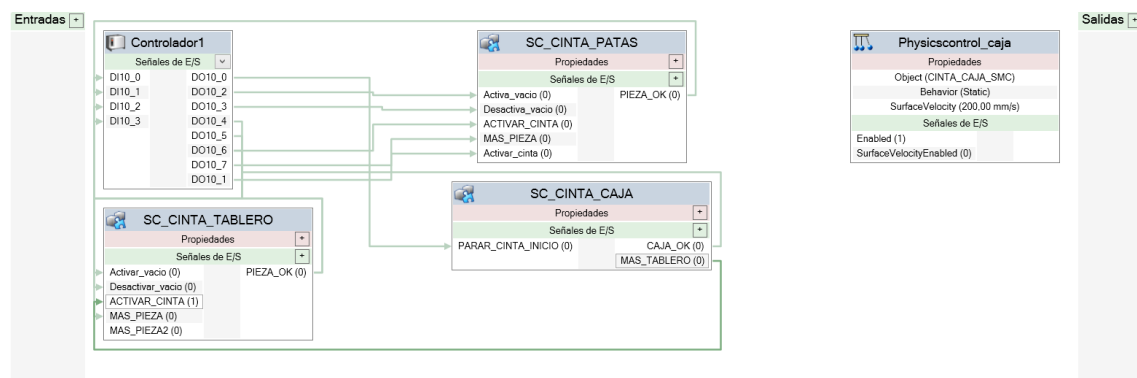 Entradas +
Salidas +
Controlador1
Señales de E/S
DI10_0 DO10_0
DI10_1 DO10_2
DI10_2 DO10_3
DI10_3 DO10_4
DO10_5
DO10_6
DO10_7
DO10_1
SC_CINTA_PATAS
Propiedades +
Señales de E/S +
Activa_vacio (0) PIEZA_OK (0)
Desactiva_vacio (0)
ACTIVAR_CINTA (0)
MAS_PIEZA (0)
Activar_cinta (0)
Physicscontrol_caja
Propiedades
Object (CINTA_CAJA_SMC)
Behavior (Static)
SurfaceVelocity (200,00 mm/s)
Señales de E/S
Enabled (1)
SurfaceVelocityEnabled (0)
SC_CINTA_CAJA
Propiedades +
Señales de E/S +
PARAR_CINTA_INICIO (0) CAJA_OK (0)
MAS_TABLERO (0)
SC_CINTA_TABLERO
Propiedades +
Señales de E/S +
Activar_vacio (0) PIEZA_OK (0)
Desactivar_vacio (0)
ACTIVAR_CINTA (1)
MAS_PIEZA (0)
MAS_PIEZA2 (0)